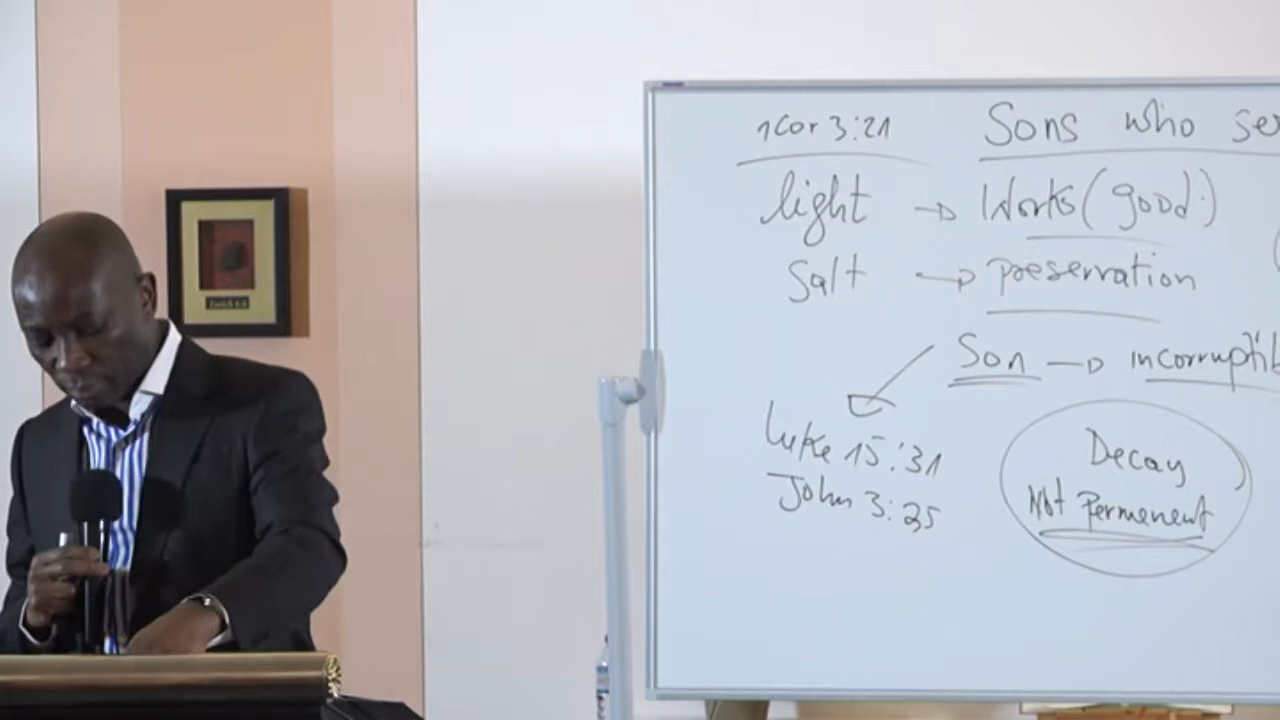 1Cor 3:21 Sons who se
light → Works (good)
Salt → preservation
Son → incorruptib
Luke 15:31
John 3:35
Decay
Not Permenent